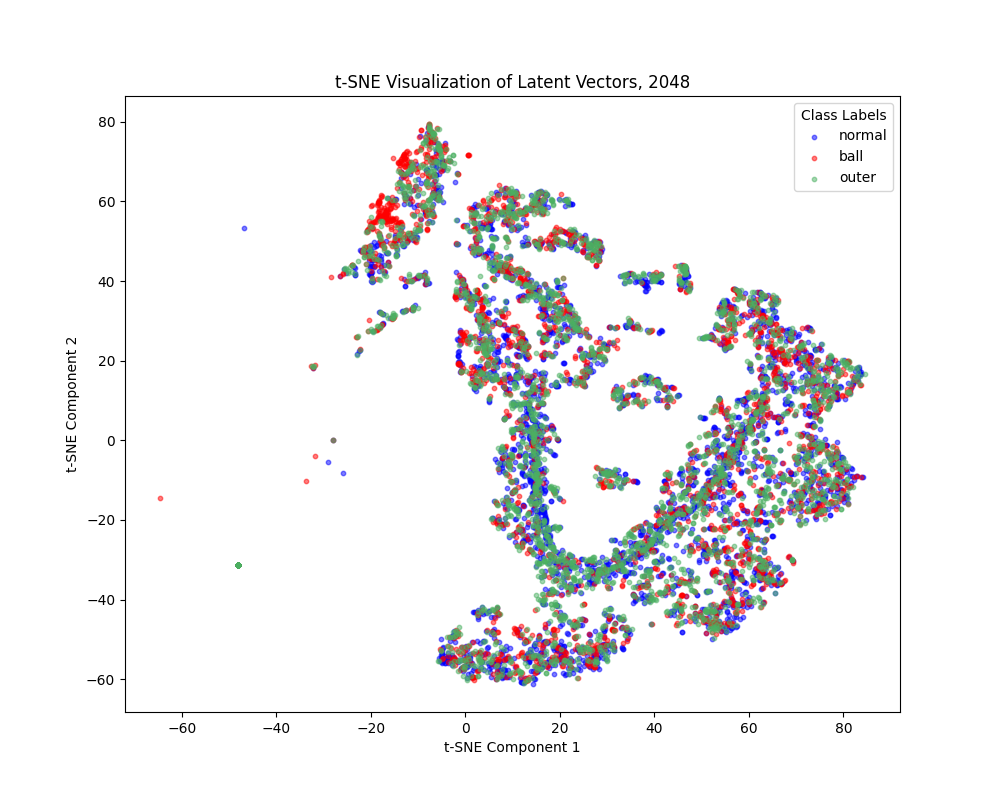 t-SNE Visualization of Latent Vectors, 2048
Class Labels
normal
ball
outer
80
60
40
20
0
−20
−40
−60
t-SNE Component 2
−60
−40
−20
0
20
40
60
80
t-SNE Component 1